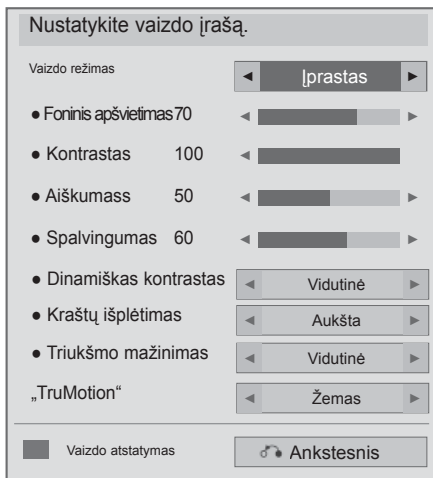 Nustatykite vaizdo įrašą.
Vaizdo režimas ◄ Įprastas ►
● Foninis apšvietimas 70 ◄ ►
● Kontrastas 100 ◄
● Aiškumass 50 ◄ ►
● Spalvingumas 60 ◄ ►
● Dinamiškas kontrastas ◄ Vidutinė ►
● Kraštų išplėtimas ◄ Aukšta ►
● Triukšmo mažinimas ◄ Vidutinė ►
„TruMotion“ ◄ Žemas ►
Vaizdo atstatymas Ankstesnis